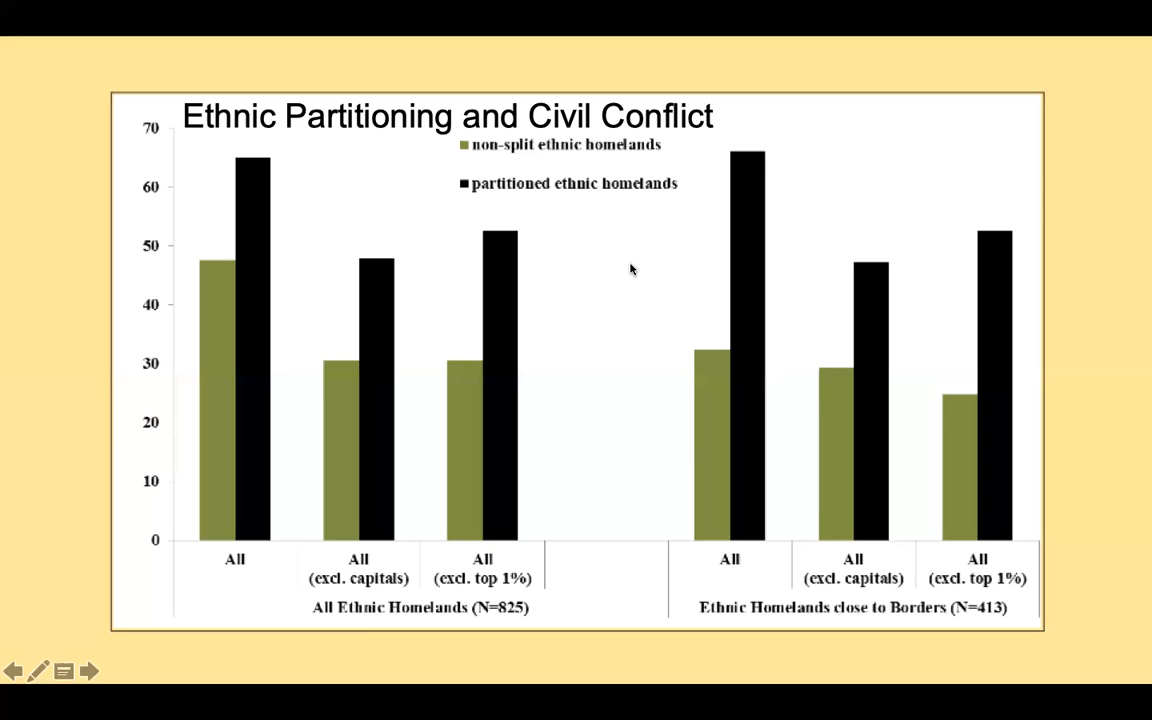 Ethnic Partitioning and Civil Conflict
non-split ethnic homelands
partitioned ethnic homelands
70
60
50
40
30
20
10
0
All
All
(excl. capitals)
All
(excl. top 1%)
All
All
(excl. capitals)
All
(excl. top 1%)
All Ethnic Homelands (N=825)
Ethnic Homelands close to Borders (N=413)